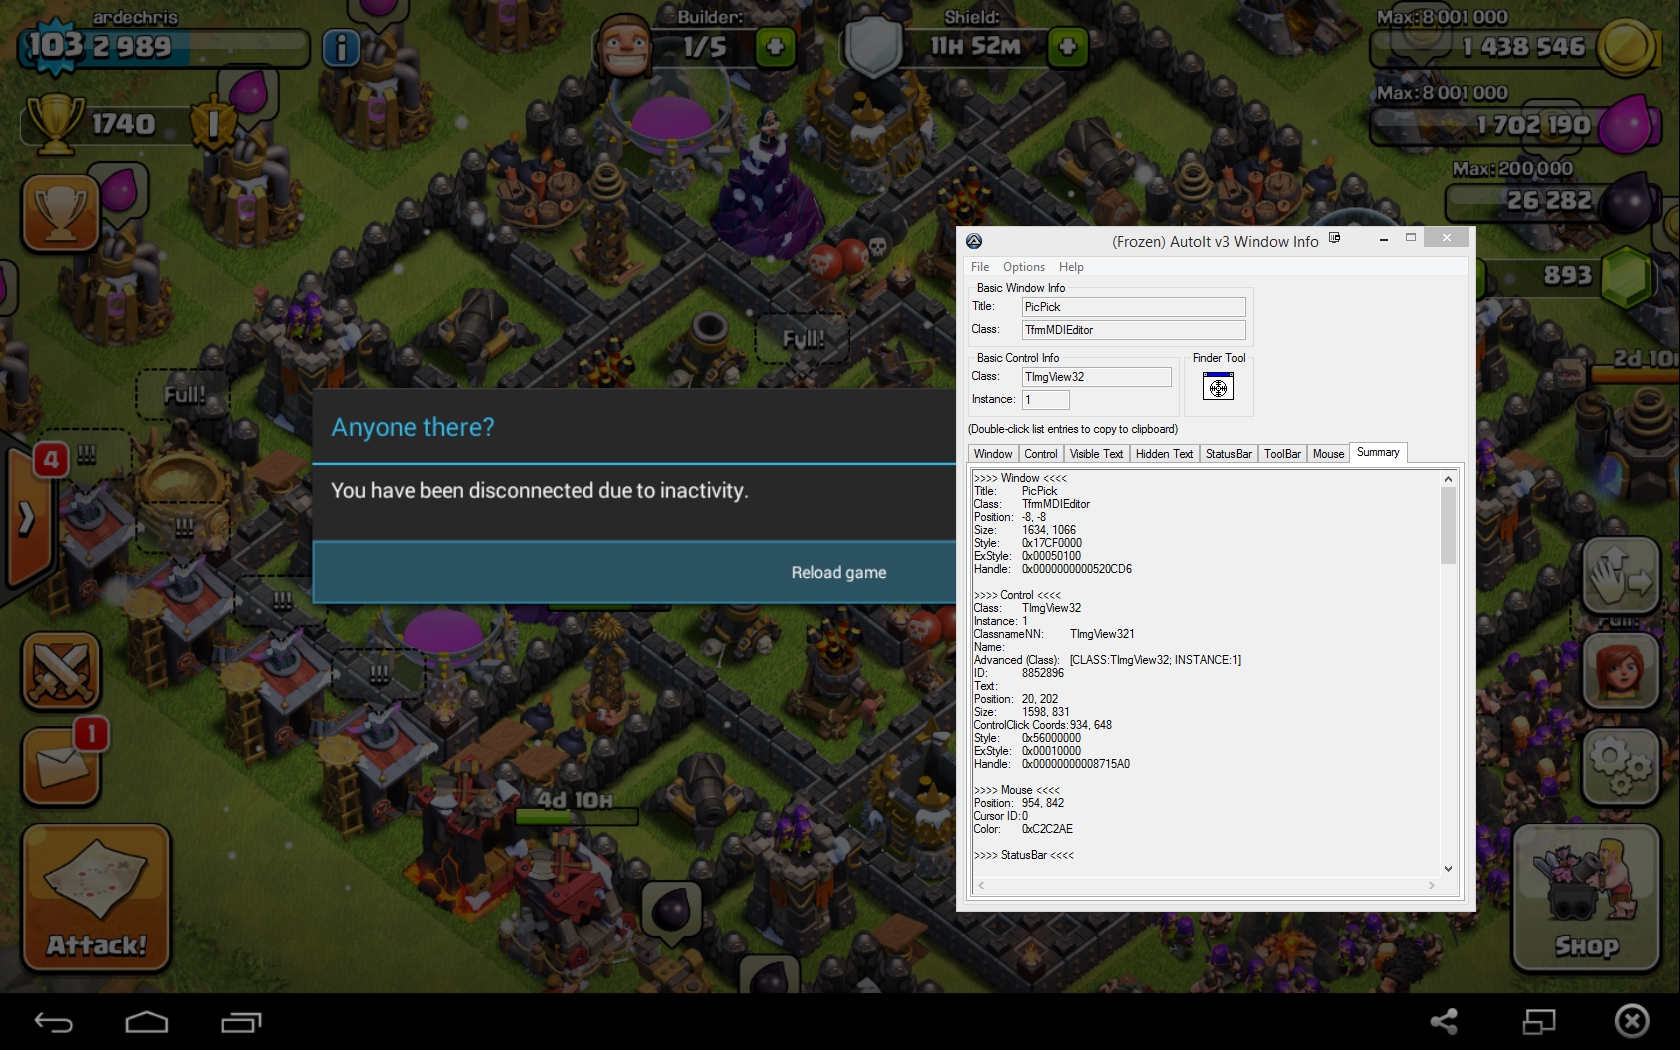 ardechris
103 2 989
Builder:
1/5
Shield:
11H 52M
Max: 8 001 000
1 438 546
Max: 8 001 000
1 702 190
Max: 200 000
26 282
893
1740
Full!
Full!
2d 10H
4
!!!
!!!
!!!
!!!
Anyone there?
You have been disconnected due to inactivity.
Reload game
(Frozen) AutoIt v3 Window Info
File Options Help
Basic Window Info
Title: PicPick
Class: TfrmMDIEditor
Basic Control Info
Class: TImgView32
Instance: 1
Finder Tool
(Double-click list entries to copy to clipboard)
Window Control Visible Text Hidden Text StatusBar ToolBar Mouse Summary
>>>> Window <<<<
Title: PicPick
Class: TfrmMDIEditor
Position: -8, -8
Size: 1634, 1066
Style: 0x17CF0000
ExStyle: 0x00050100
Handle: 0x0000000000520CD6
>>>> Control <<<<
Class: TImgView32
Instance: 1
ClassnameNN: TImgView321
Name:
Advanced (Class): [CLASS:TImgView32; INSTANCE:1]
ID: 8852896
Text:
Position: 20, 202
Size: 1598, 831
ControlClick Coords: 934, 648
Style: 0x56000000
ExStyle: 0x00010000
Handle: 0x00000000008715A0
>>>> Mouse <<<<
Position: 954, 842
Cursor ID: 0
Color: 0xC2C2AE
>>>> StatusBar <<<<
1
4d 10H
Attack!
Shop